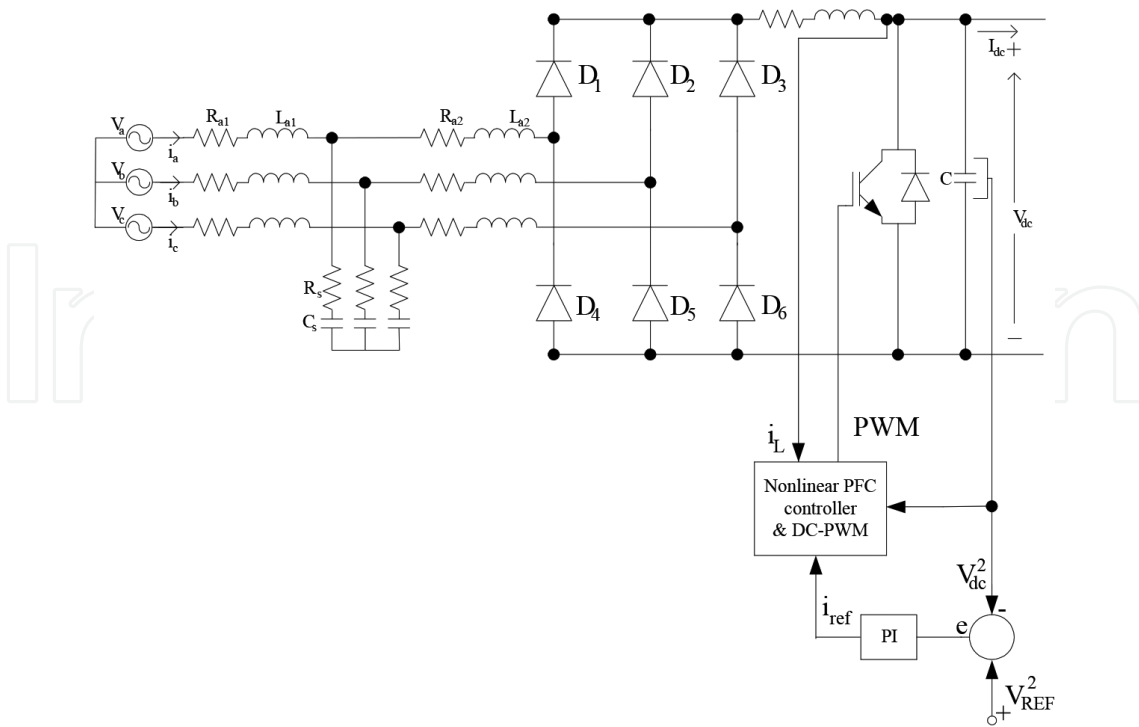 I_dc +
D_1
D_2
D_3
R_a1
L_a1
R_a2
L_a2
V_a
i_a
V_b
i_b
V_c
i_c
C
V_dc
R_s
C_s
D_4
D_5
D_6
−
PWM
i_L
Nonlinear PFC
controller
& DC-PWM
V_dc^2
-
i_ref
PI
e
+
V_REF^2